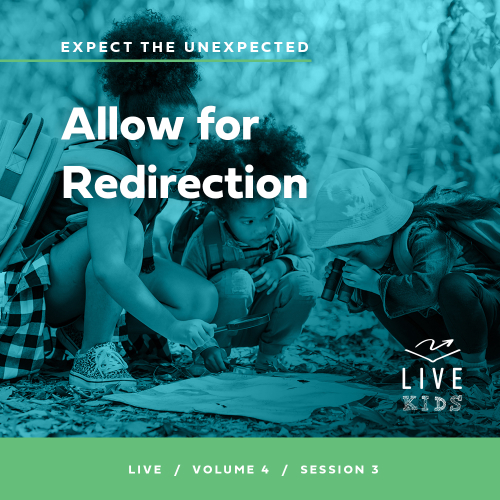 EXPECT THE UNEXPECTED
Allow for
Redirection
LIVE
KIDS
LIVE / VOLUME 4 / SESSION 3